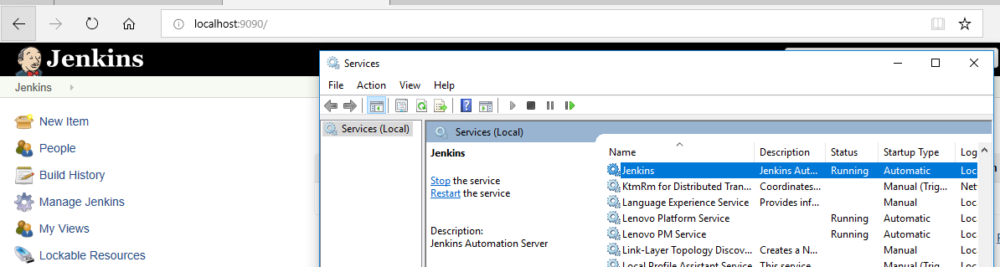 localhost:9090/
Jenkins
Jenkins
New Item
People
Build History
Manage Jenkins
My Views
Lockable Resources
Services
File Action View Help
Services (Local)
Services (Local)
Jenkins
Stop the service
Restart the service
Description:
Jenkins Automation Server
Name Description Status Startup Type Log
Jenkins Jenkins Aut... Running Automatic Loc
KtmRm for Distributed Tran... Coordinates... Manual (Trig... Net
Language Experience Service Provides inf... Manual Loc
Lenovo Platform Service Running Automatic Loc
Lenovo PM Service Running Automatic Loc
Link-Layer Topology Discov... Creates a N... Manual Loc
Local Profile Assistant Service This service Manual (Trig... Loc